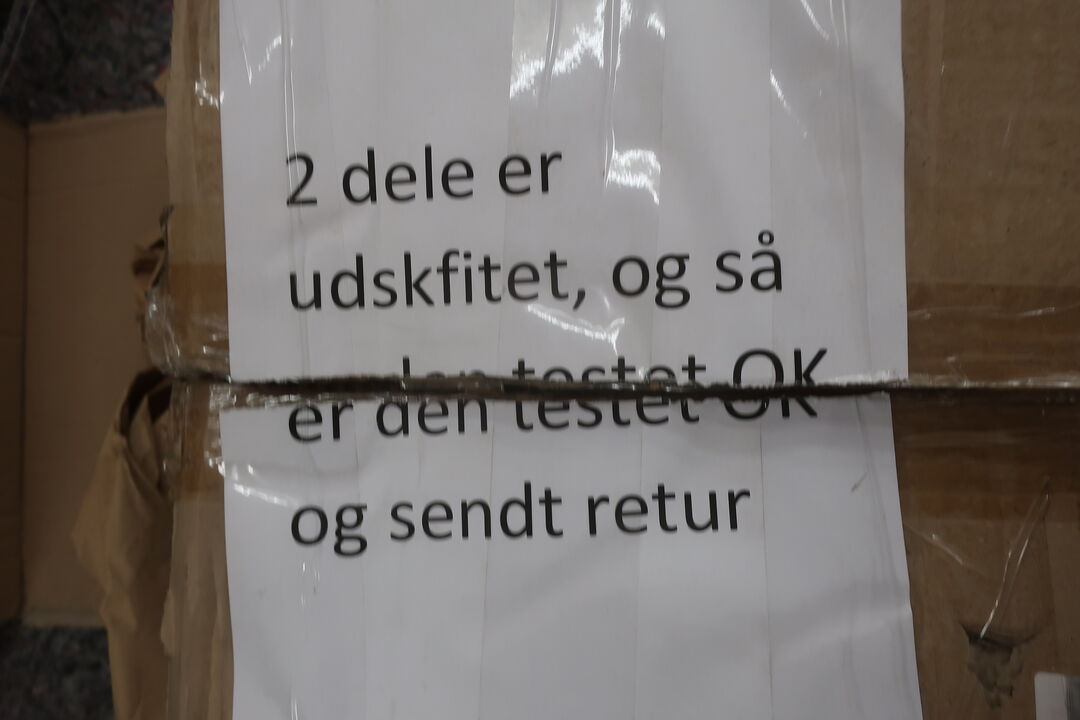 2 dele er
udskfitet, og så
er den testet OK
og sendt retur